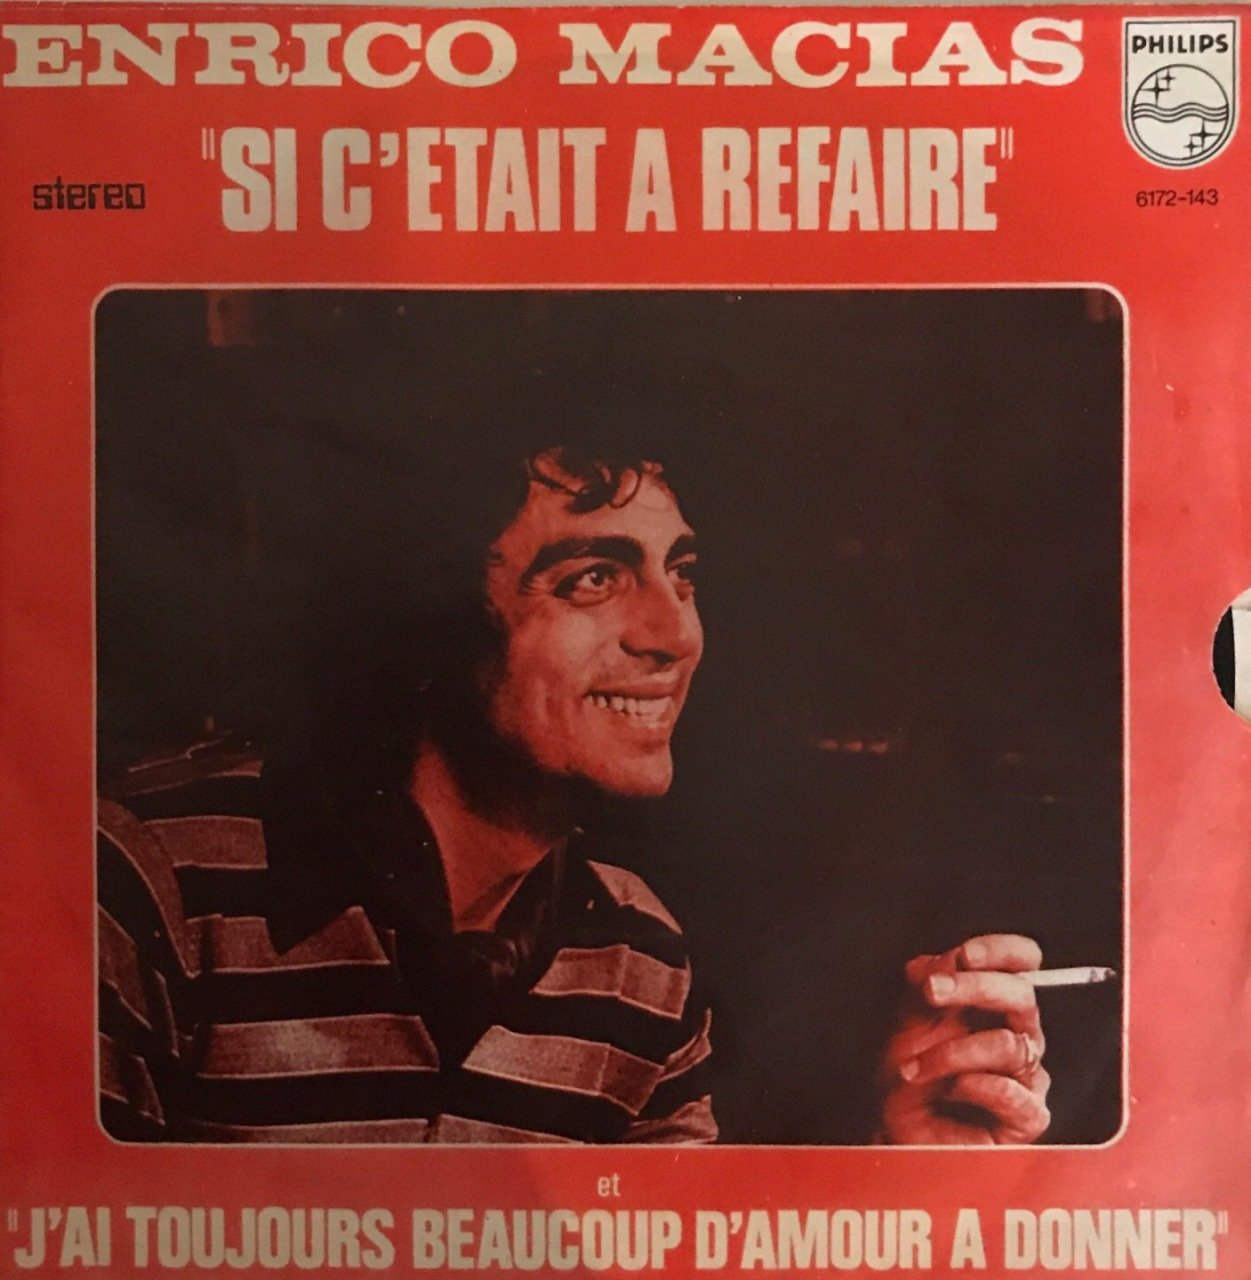 ENRICO MACIAS
PHILIPS
"SI C'ETAIT A REFAIRE"
stereo
6172-143
et
"J'AI TOUJOURS BEAUCOUP D'AMOUR A DONNER"